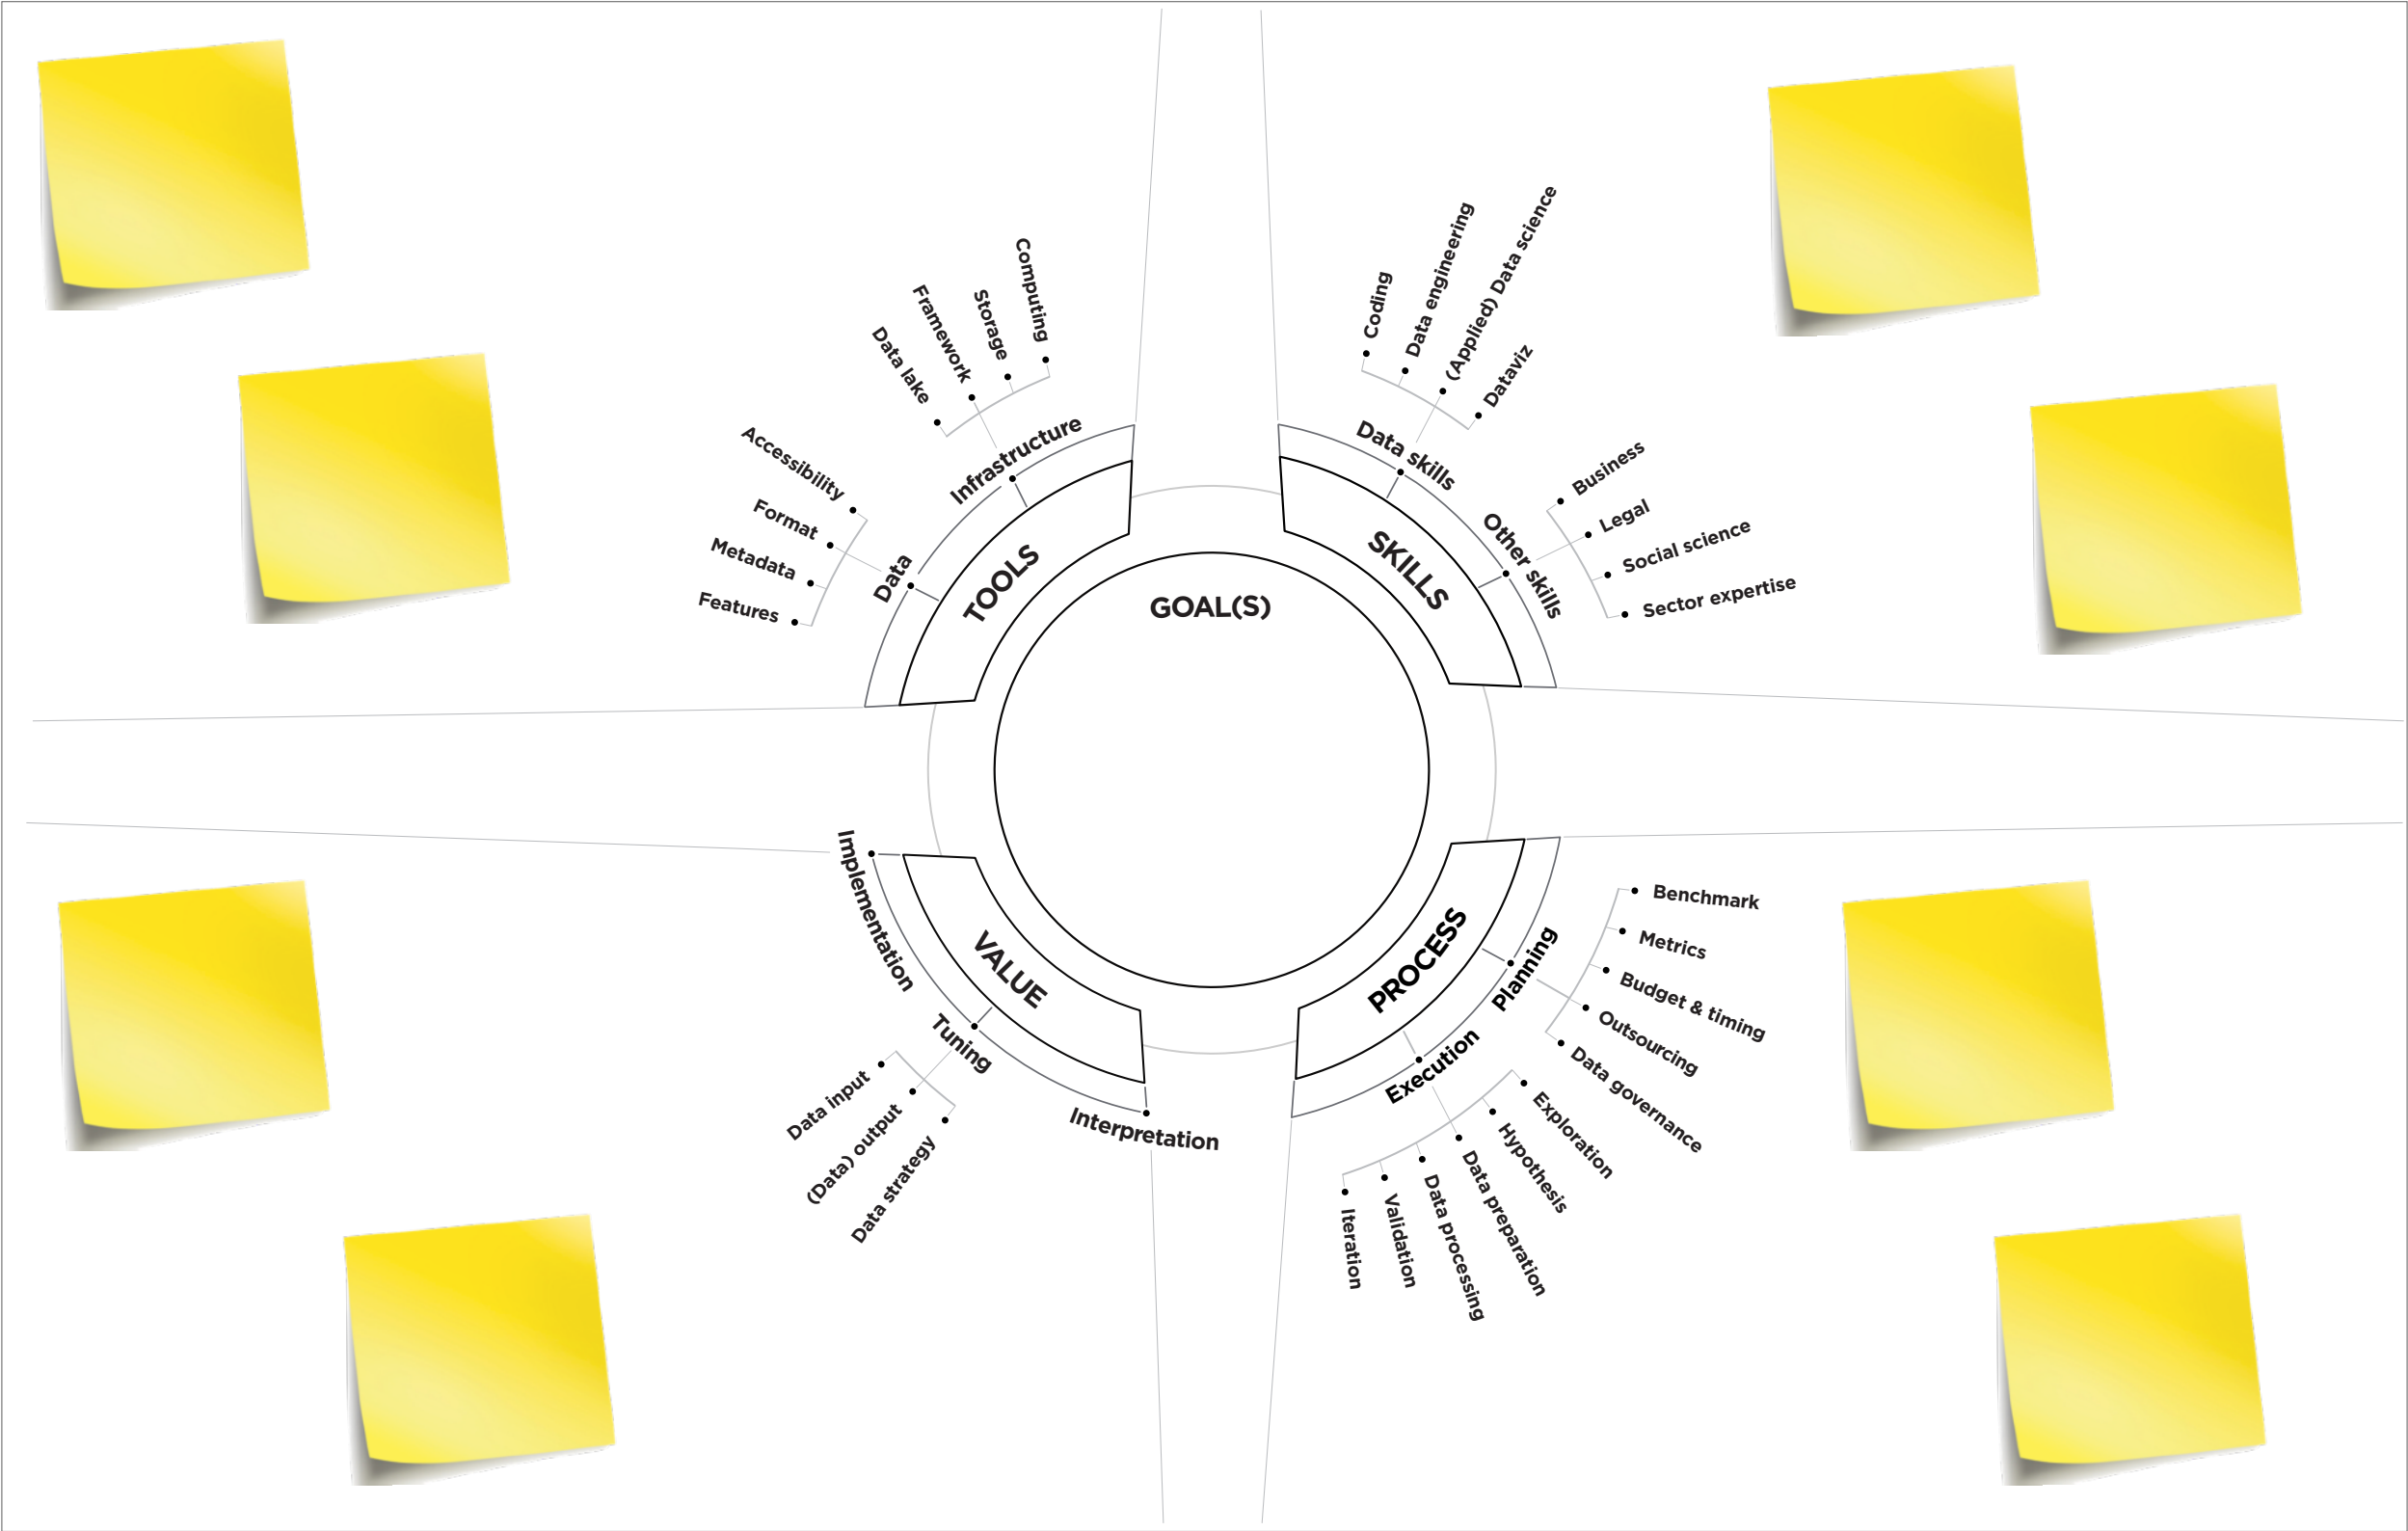 GOAL(S)
TOOLS
Infrastructure
Data lake
Framework
Storage
Computing
Data
Accessibility
Format
Metadata
Features
SKILLS
Data skills
Coding
Data engineering
(Applied) Data science
Dataviz
Other skills
Business
Legal
Social science
Sector expertise
PROCESS
Planning
Benchmark
Metrics
Budget & timing
Outsourcing
Data governance
Execution
Exploration
Hypothesis
Data preparation
Data processing
Validation
Iteration
VALUE
Implementation
Tuning
Data input
(Data) output
Data strategy
Interpretation